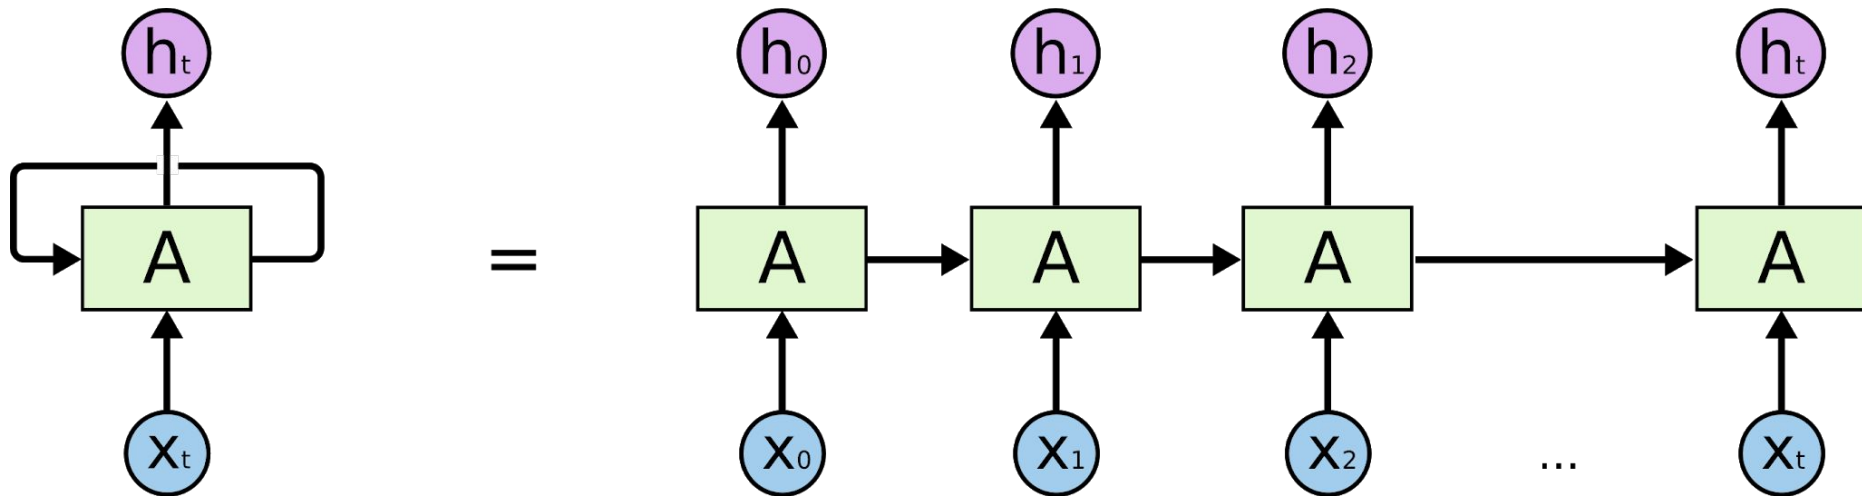 hₜ h₀ h₁ h₂ hₜ
A = A A A A
xₜ x₀ x₁ x₂ ... xₜ